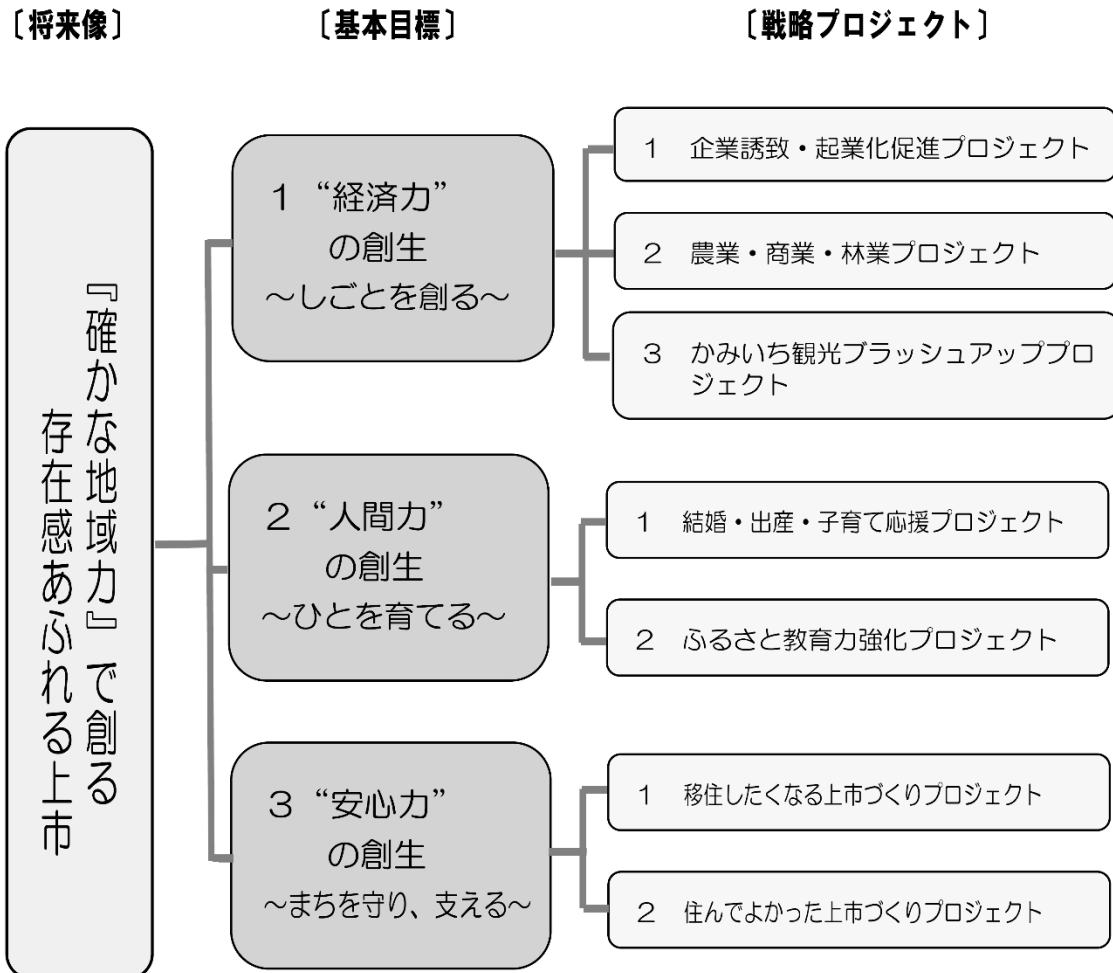 〔将来像〕
〔基本目標〕
〔戦略プロジェクト〕
『確かな地域力』で創る
存在感あふれる上市
1 “経済力”
の創生
～しごとを創る～
1 企業誘致・起業化促進プロジェクト
2 農業・商業・林業プロジェクト
3 かみいち観光ブラッシュアッププロ
ジェクト
2 “人間力”
の創生
～ひとを育てる～
1 結婚・出産・子育て応援プロジェクト
2 ふるさと教育力強化プロジェクト
3 “安心力”
の創生
～まちを守り、支える～
1 移住したくなる上市づくりプロジェクト
2 住んでよかった上市づくりプロジェクト